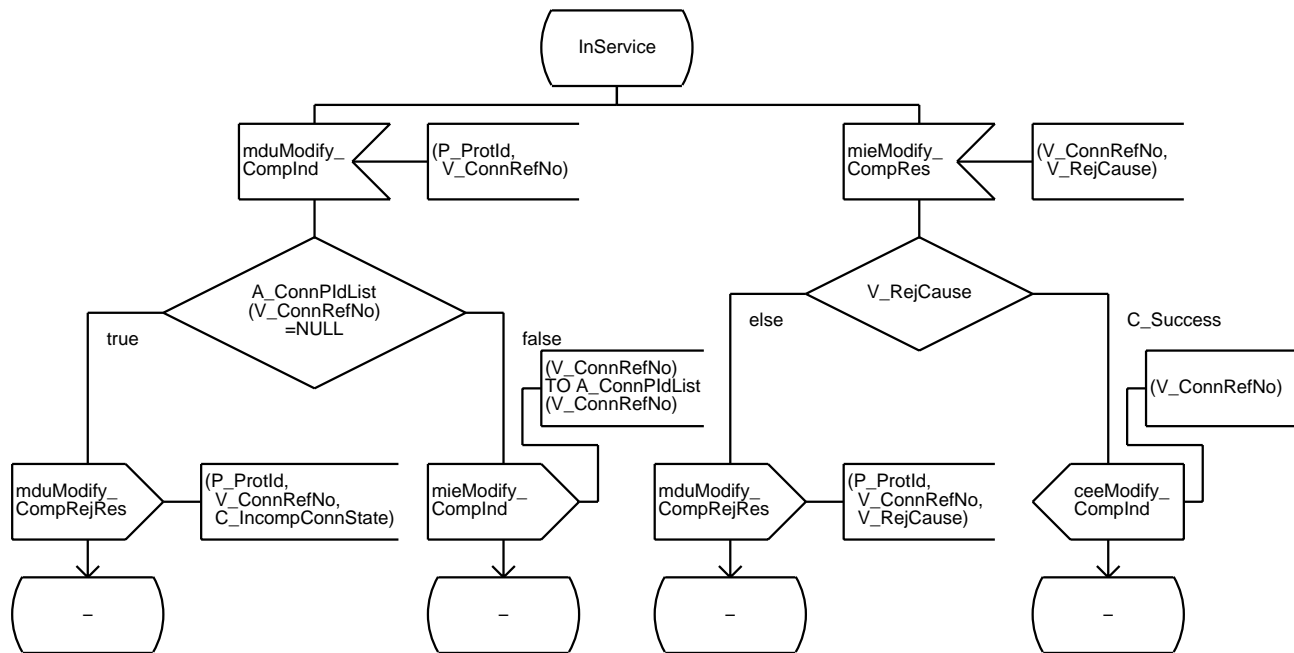 InService
mduModify_
CompInd
(P_ProtId,
V_ConnRefNo)
mieModify_
CompRes
(V_ConnRefNo,
V_RejCause)
A_ConnPIdList
(V_ConnRefNo)
=NULL
V_RejCause
true
false
else
C_Success
(V_ConnRefNo)
TO A_ConnPIdList
(V_ConnRefNo)
(V_ConnRefNo)
mduModify_
CompRejRes
(P_ProtId,
V_ConnRefNo,
C_IncompConnState)
mieModify_
CompInd
mduModify_
CompRejRes
(P_ProtId,
V_ConnRefNo,
V_RejCause)
ceeModify_
CompInd
–
–
–
–